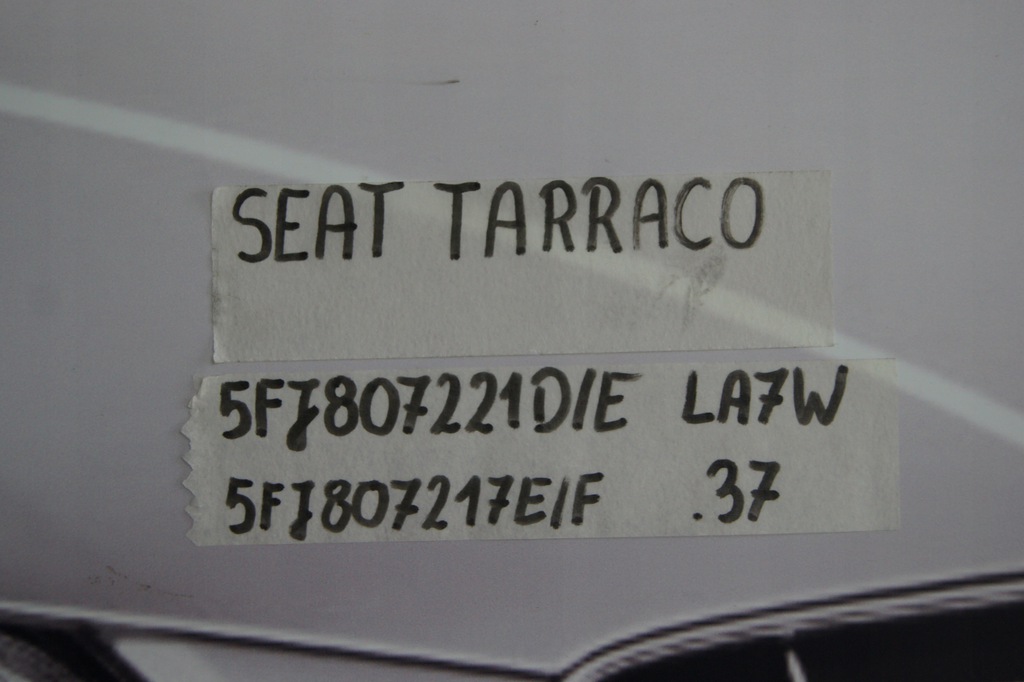 SEAT TARRACO
5FJ807221D/E LA7W
5FJ807217E/F .37